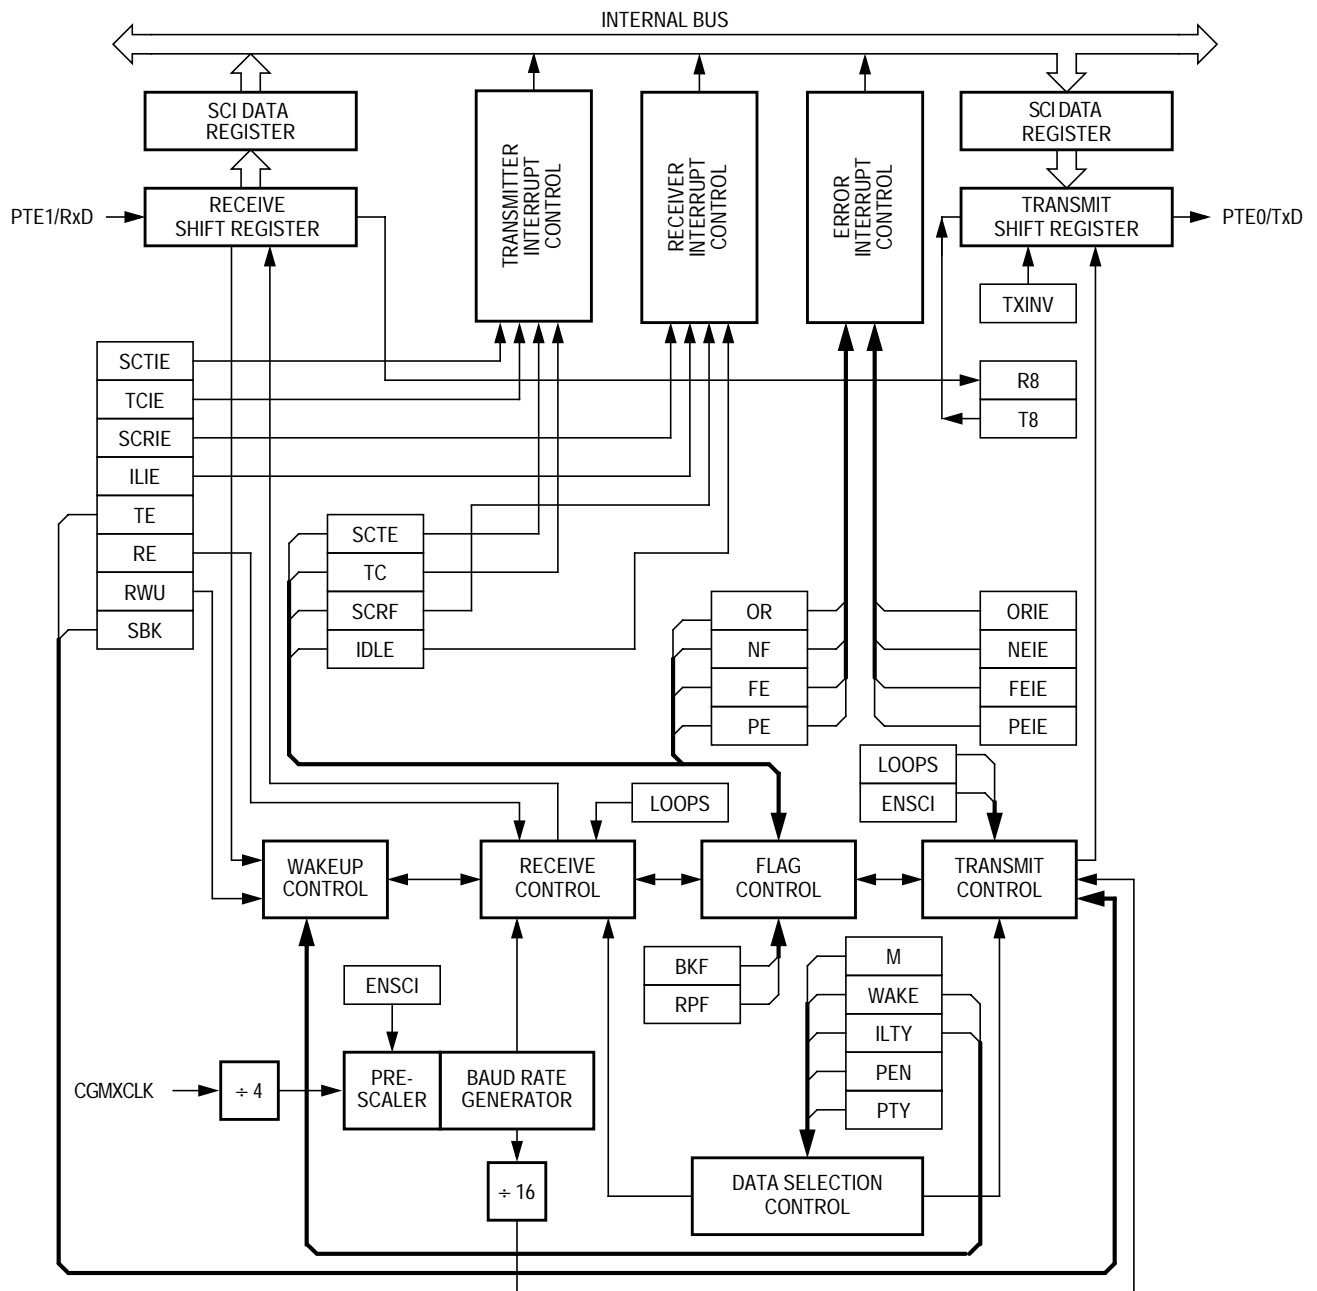 INTERNAL BUS
SCI DATA
REGISTER
SCI DATA
REGISTER
TRANSMITTER
INTERRUPT
CONTROL
RECEIVER
INTERRUPT
CONTROL
ERROR
INTERRUPT
CONTROL
PTE1/RxD
RECEIVE
SHIFT REGISTER
TRANSMIT
SHIFT REGISTER
PTE0/TxD
TXINV
SCTIE
TCIE
SCRIE
ILIE
TE
RE
RWU
SBK
R8
T8
SCTE
TC
SCRF
IDLE
OR
NF
FE
PE
ORIE
NEIE
FEIE
PEIE
LOOPS
LOOPS
ENSCI
WAKEUP
CONTROL
RECEIVE
CONTROL
FLAG
CONTROL
TRANSMIT
CONTROL
ENSCI
BKF
RPF
M
WAKE
ILTY
PEN
PTY
CGMXCLK
÷ 4
PRE-
SCALER
BAUD RATE
GENERATOR
÷ 16
DATA SELECTION
CONTROL